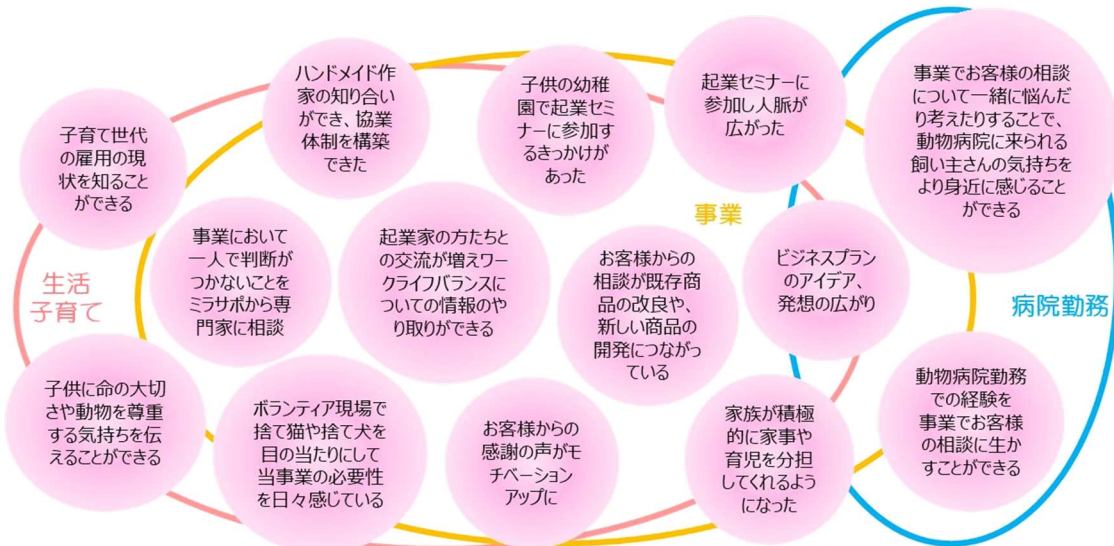 ハンドメイド作
家の知り合い
ができ、協業
体制を構築
できた
子供の幼稚
園で起業セミ
ナーに参加す
るきっかけが
あった
起業セミナーに
参加し人脈が
広がった
事業でお客様の相談
について一緒に悩んだ
り考えたりすることで、
動物病院に来られる
飼い主さんの気持ちを
より身近に感じること
ができる
子育て世代
の雇用の現
状を知ること
ができる
事業
事業において
一人で判断が
つかないことを
ミラサポから専
門家に相談
起業家の方たちと
の交流が増えワー
クライフバランスに
ついての情報のや
り取りができる
お客様からの
相談が既存商
品の改良や、
新しい商品の
開発につながっ
ている
ビジネスプラン
のアイデア、
発想の広がり
生活
子育て
病院勤務
子供に命の大切
さや動物を尊重
する気持ちを伝
えることができる
ボランティア現場で
捨て猫や捨て犬を
目の当たりにして
当事業の必要性
を日々感じている
お客様からの
感謝の声がモ
チベーション
アップに
家族が積極
的に家事や
育児を分担
してくれるよう
になった
動物病院勤務
での経験を
事業でお客様
の相談に生か
すことができる